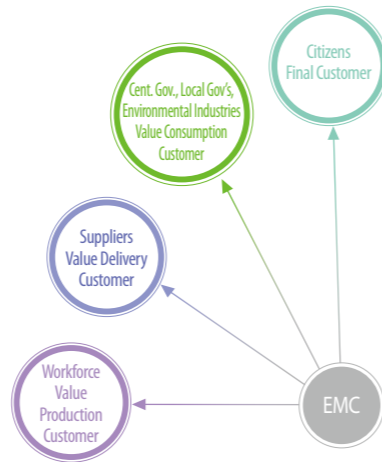 Citizens
Final Customer
Cent. Gov., Local Gov's,
Environmental Industries
Value Consumption
Customer
Suppliers
Value Delivery
Customer
Workforce
Value
Production
Customer
EMC